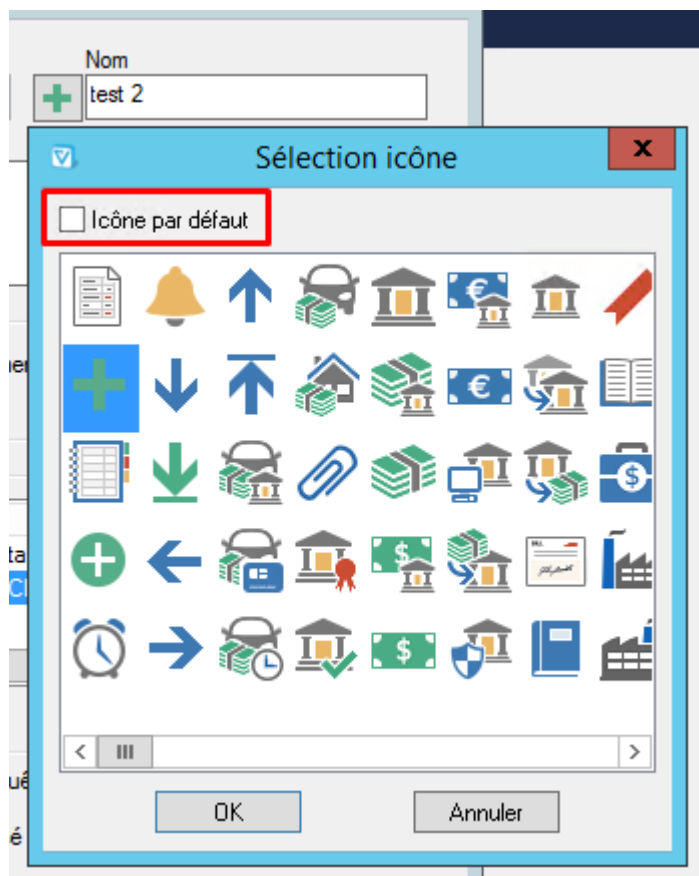 Nom
test 2
Sélection icône
Icône par défaut
OK
Annuler